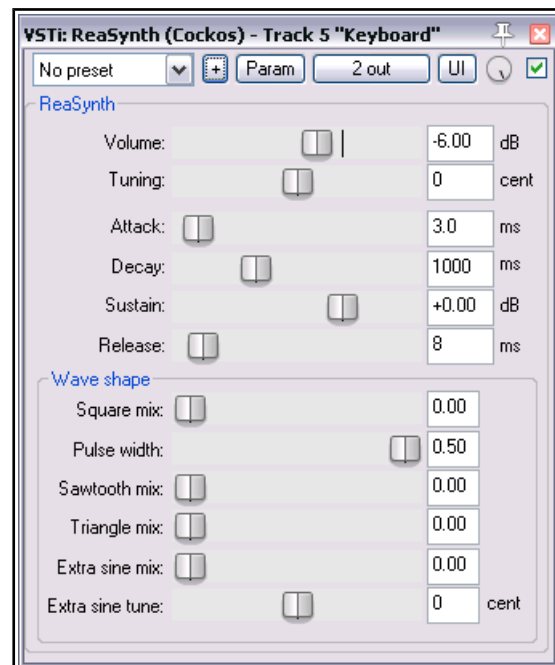 VSTi: ReaSynth (Cockos) - Track 5 "Keyboard"
No preset + Param 2 out UI
ReaSynth
Volume: -6.00 dB
Tuning: 0 cent
Attack: 3.0 ms
Decay: 1000 ms
Sustain: +0.00 dB
Release: 8 ms
Wave shape
Square mix: 0.00
Pulse width: 0.50
Sawtooth mix: 0.00
Triangle mix: 0.00
Extra sine mix: 0.00
Extra sine tune: 0 cent